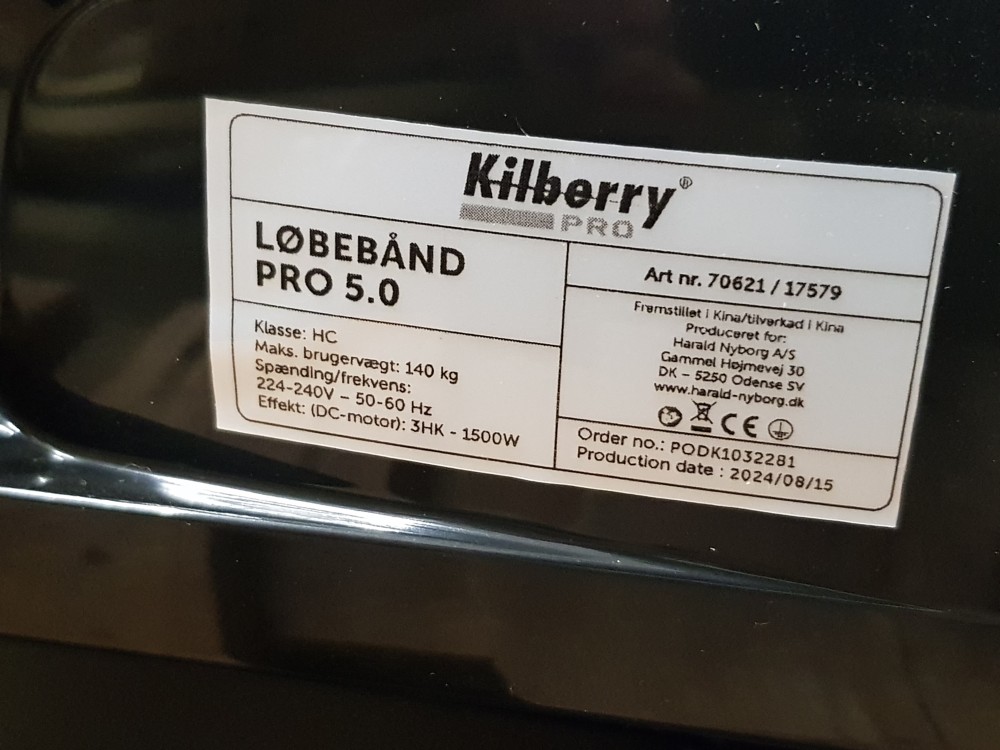 Kilberry®
PRO
LØBEBÅND
PRO 5.0
Klasse: HC
Maks. brugervægt: 140 kg
Spænding/frekvens:
224-240V – 50-60 Hz
Effekt: (DC-motor): 3HK - 1500W
Art nr. 70621 / 17579
Fremstillet i Kina/tilverkad i Kina
Produceret for:
Harald Nyborg A/S
Gammel Højmevej 30
DK – 5250 Odense SV
www.harald-nyborg.dk
CE
Order no.: PODK1032281
Production date : 2024/08/15